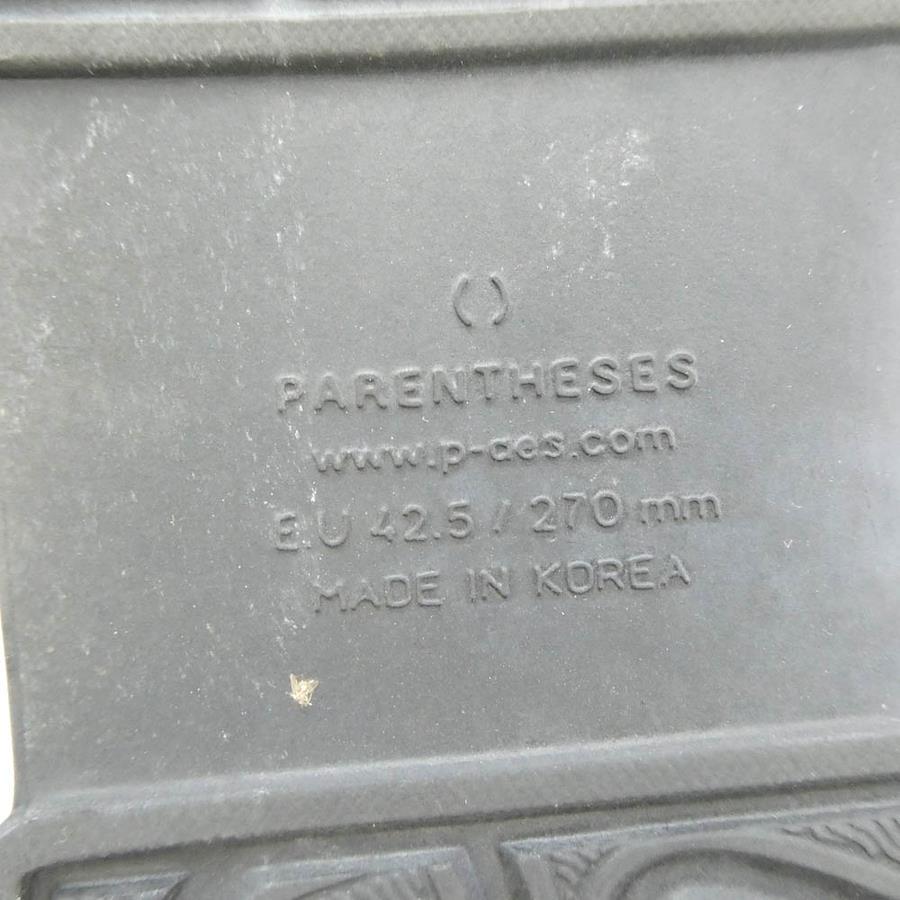 ()
PARENTHESES
www.p-aes.com
EU 42.5 / 270 mm
MADE IN KOREA